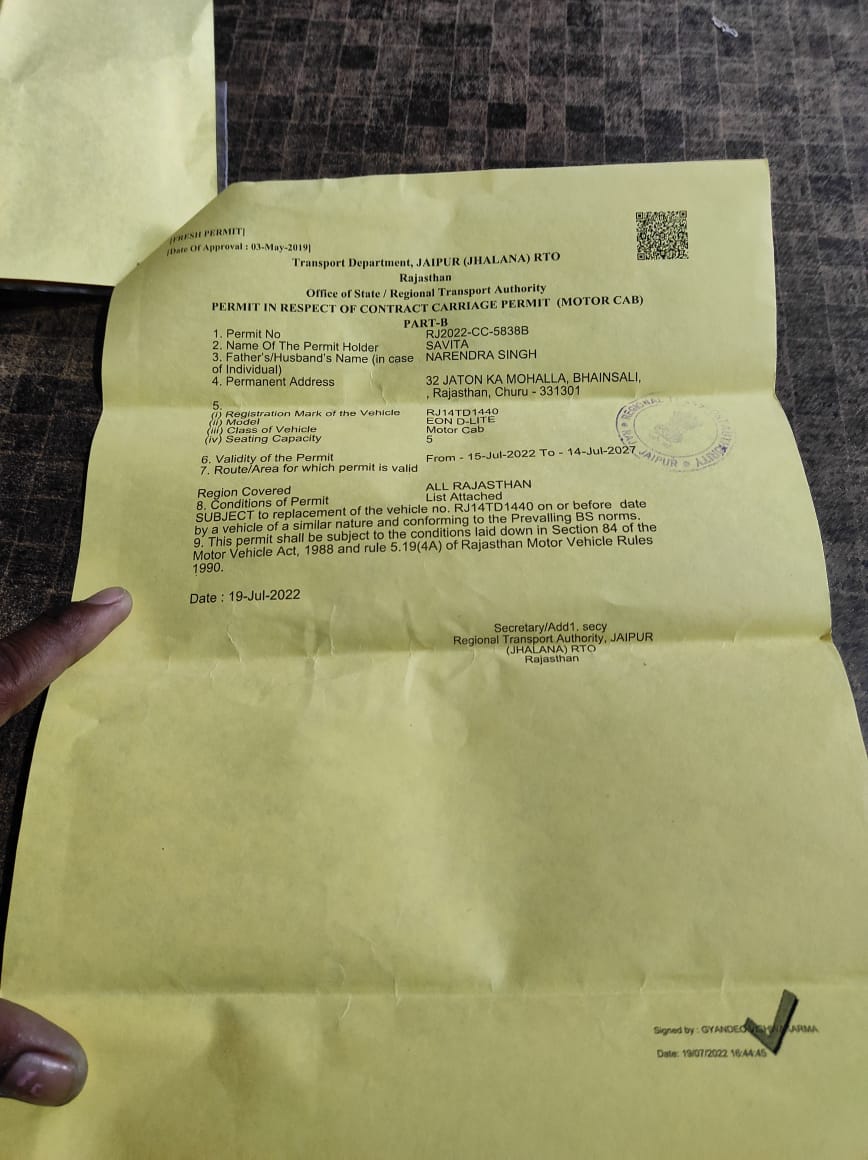 [FRESH PERMIT]
[Date Of Approval : 03-May-2019]
Transport Department, JAIPUR (JHALANA) RTO
Rajasthan
Office of State / Regional Transport Authority
PERMIT IN RESPECT OF CONTRACT CARRIAGE PERMIT (MOTOR CAB)
PART-B
1. Permit No RJ2022-CC-5838B
2. Name Of The Permit Holder SAVITA
3. Father's/Husband's Name (in case of Individual) NARENDRA SINGH
4. Permanent Address 32 JATON KA MOHALLA, BHAINSALI,
, Rajasthan, Churu - 331301
5.
(i) Registration Mark of the Vehicle RJ14TD1440
(ii) Model EON D-LITE
(iii) Class of Vehicle Motor Cab
(iv) Seating Capacity 5
6. Validity of the Permit From - 15-Jul-2022 To - 14-Jul-2027
7. Route/Area for which permit is valid
Region Covered ALL RAJASTHAN
8. Conditions of Permit List Attached
SUBJECT to replacement of the vehicle no. RJ14TD1440 on or before date
by a vehicle of a similar nature and conforming to the Prevalling BS norms.
9. This permit shall be subject to the conditions laid down in Section 84 of the
Motor Vehicle Act, 1988 and rule 5.19(4A) of Rajasthan Motor Vehicle Rules
1990.
Date : 19-Jul-2022
Secretary/Add1. secy
Regional Transport Authority, JAIPUR
(JHALANA) RTO
Rajasthan
REGIONAL
RAJ JAIPUR
Signed by :
Date: 19/07/2022 16:44:45